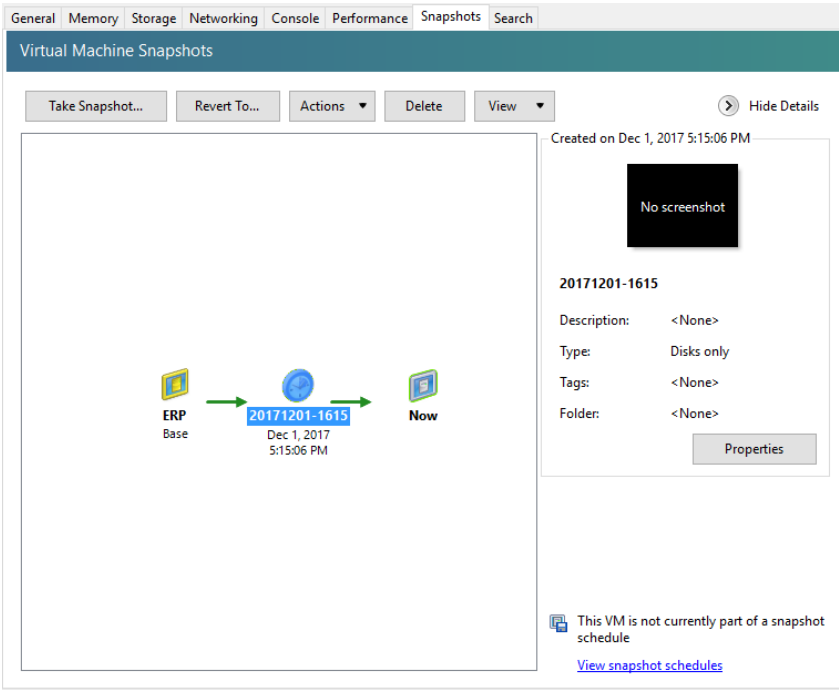 General Memory Storage Networking Console Performance Snapshots Search
Virtual Machine Snapshots
Take Snapshot... Revert To... Actions Delete View Hide Details
Created on Dec 1, 2017 5:15:06 PM
No screenshot
20171201-1615
Description: <None>
Type: Disks only
Tags: <None>
Folder: <None>
Properties
ERP
Base
20171201-1615
Dec 1, 2017
5:15:06 PM
Now
This VM is not currently part of a snapshot
schedule
View snapshot schedules